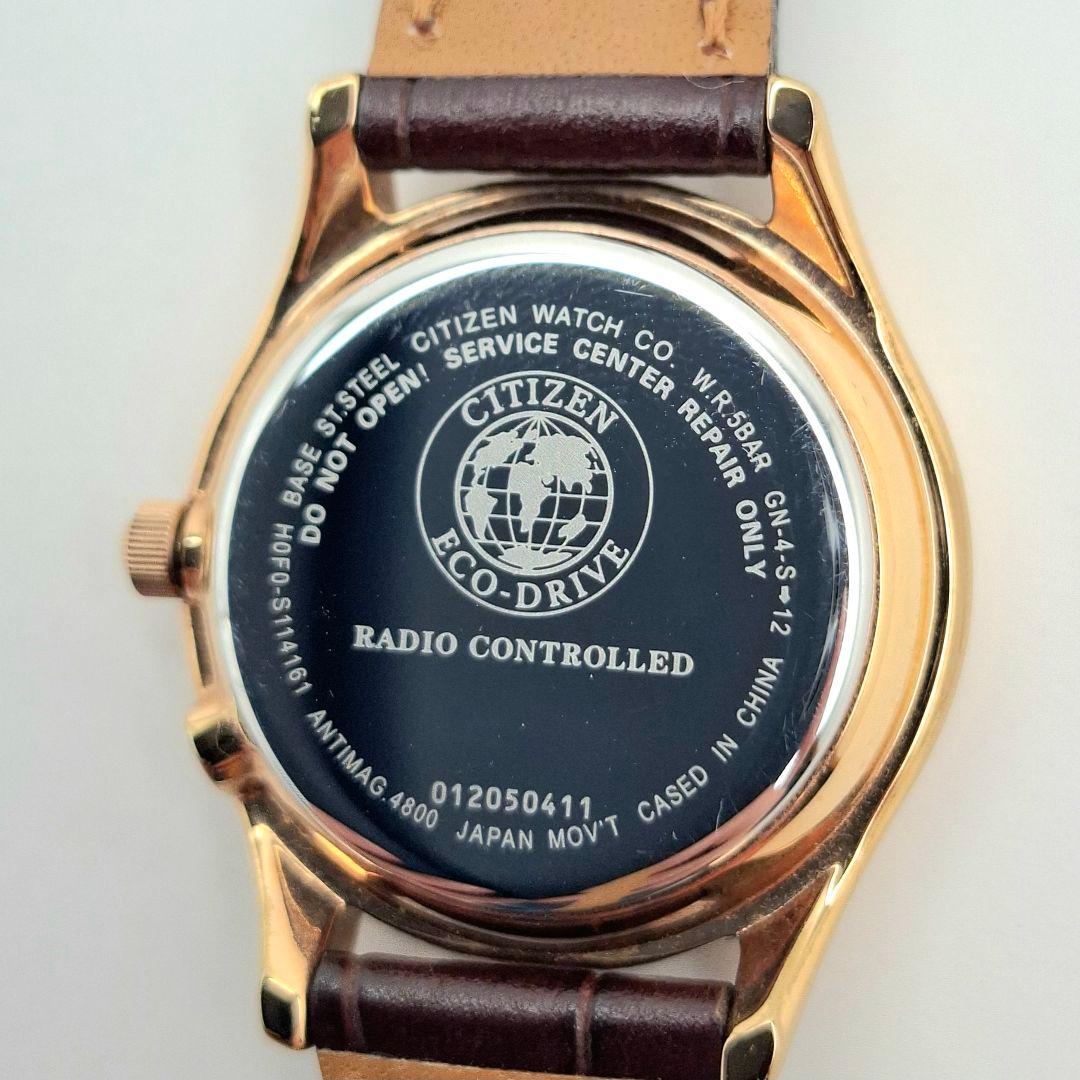 BASE ST.STEEL CITIZEN WATCH CO. W.R.5BAR GN-4-S➡12
DO NOT OPEN! SERVICE CENTER REPAIR ONLY
CITIZEN
ECO-DRIVE
RADIO CONTROLLED
012050411
H0F0-S114161 ANTIMAG.4800 JAPAN MOV'T CASED IN CHINA